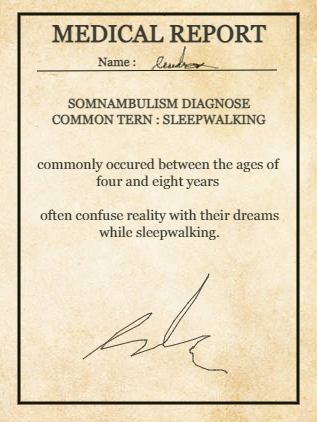 MEDICAL REPORT
Name :
SOMNAMBULISM DIAGNOSE
COMMON TERN : SLEEPWALKING
commonly occured between the ages of
four and eight years
often confuse reality with their dreams
while sleepwalking.